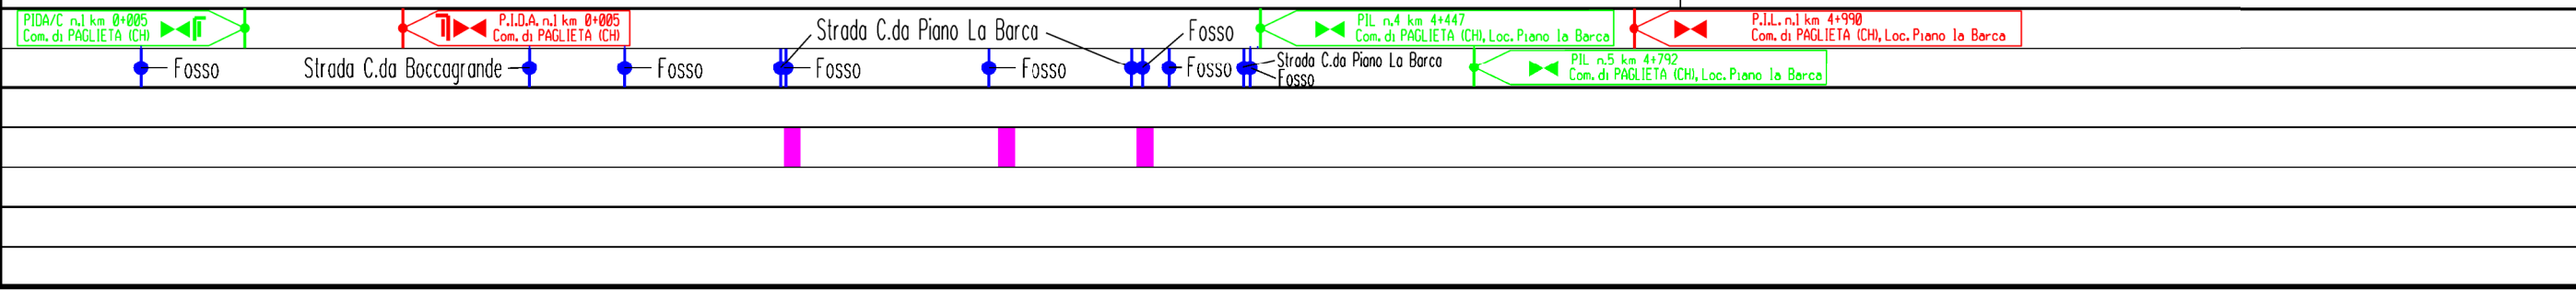 PIDA/C n.1 km 0+005
Com. di PAGLIETA (CH)
P.I.D.A. n.1 km 0+005
Com. di PAGLIETA (CH)
Strada C.da Piano La Barca
Fosso
PIL n.4 km 4+447
Com. di PAGLIETA (CH), Loc. Piano la Barca
P.I.L. n.1 km 4+990
Com. di PAGLIETA (CH), Loc. Piano la Barca
Fosso
Strada C.da Boccagrande
Fosso
Fosso
Fosso
Fosso
Strada C.da Piano La Barca
Fosso
PIL n.5 km 4+792
Com. di PAGLIETA (CH), Loc. Piano la Barca